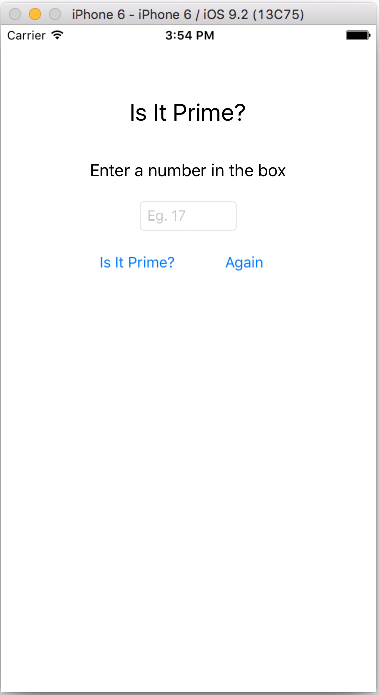 iPhone 6 - iPhone 6 / iOS 9.2 (13C75)
Carrier 3:54 PM
Is It Prime?
Enter a number in the box
Eg. 17
Is It Prime? Again